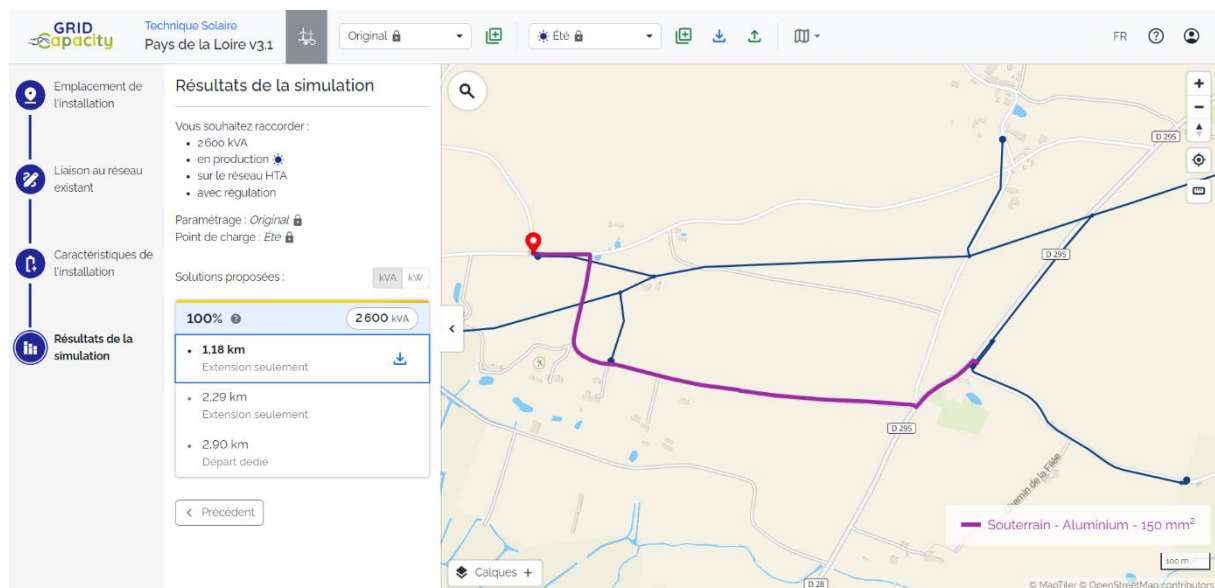 GRID
Capacity
Technique Solaire
Pays de la Loire v3.1
Original
Été
FR
Emplacement de
l'installation
Liaison au réseau
existant
Caractéristiques de
l'installation
Résultats de la
simulation
Résultats de la simulation
Vous souhaitez raccorder :
• 2 600 kVA
• en production
• sur le réseau HTA
• avec régulation
Paramétrage : Original
Point de charge : Été
Solutions proposées :
kVA kW
100% 2 600 kVA
• 1,18 km
Extension seulement
• 2,29 km
Extension seulement
• 2,90 km
Départ dédié
< Précédent
D 295
D 295
D 295
Chemin de la Filée
Souterrain - Aluminium - 150 mm²
100 m
Calques +
D 28
© MapTiler © OpenStreetMap contributors